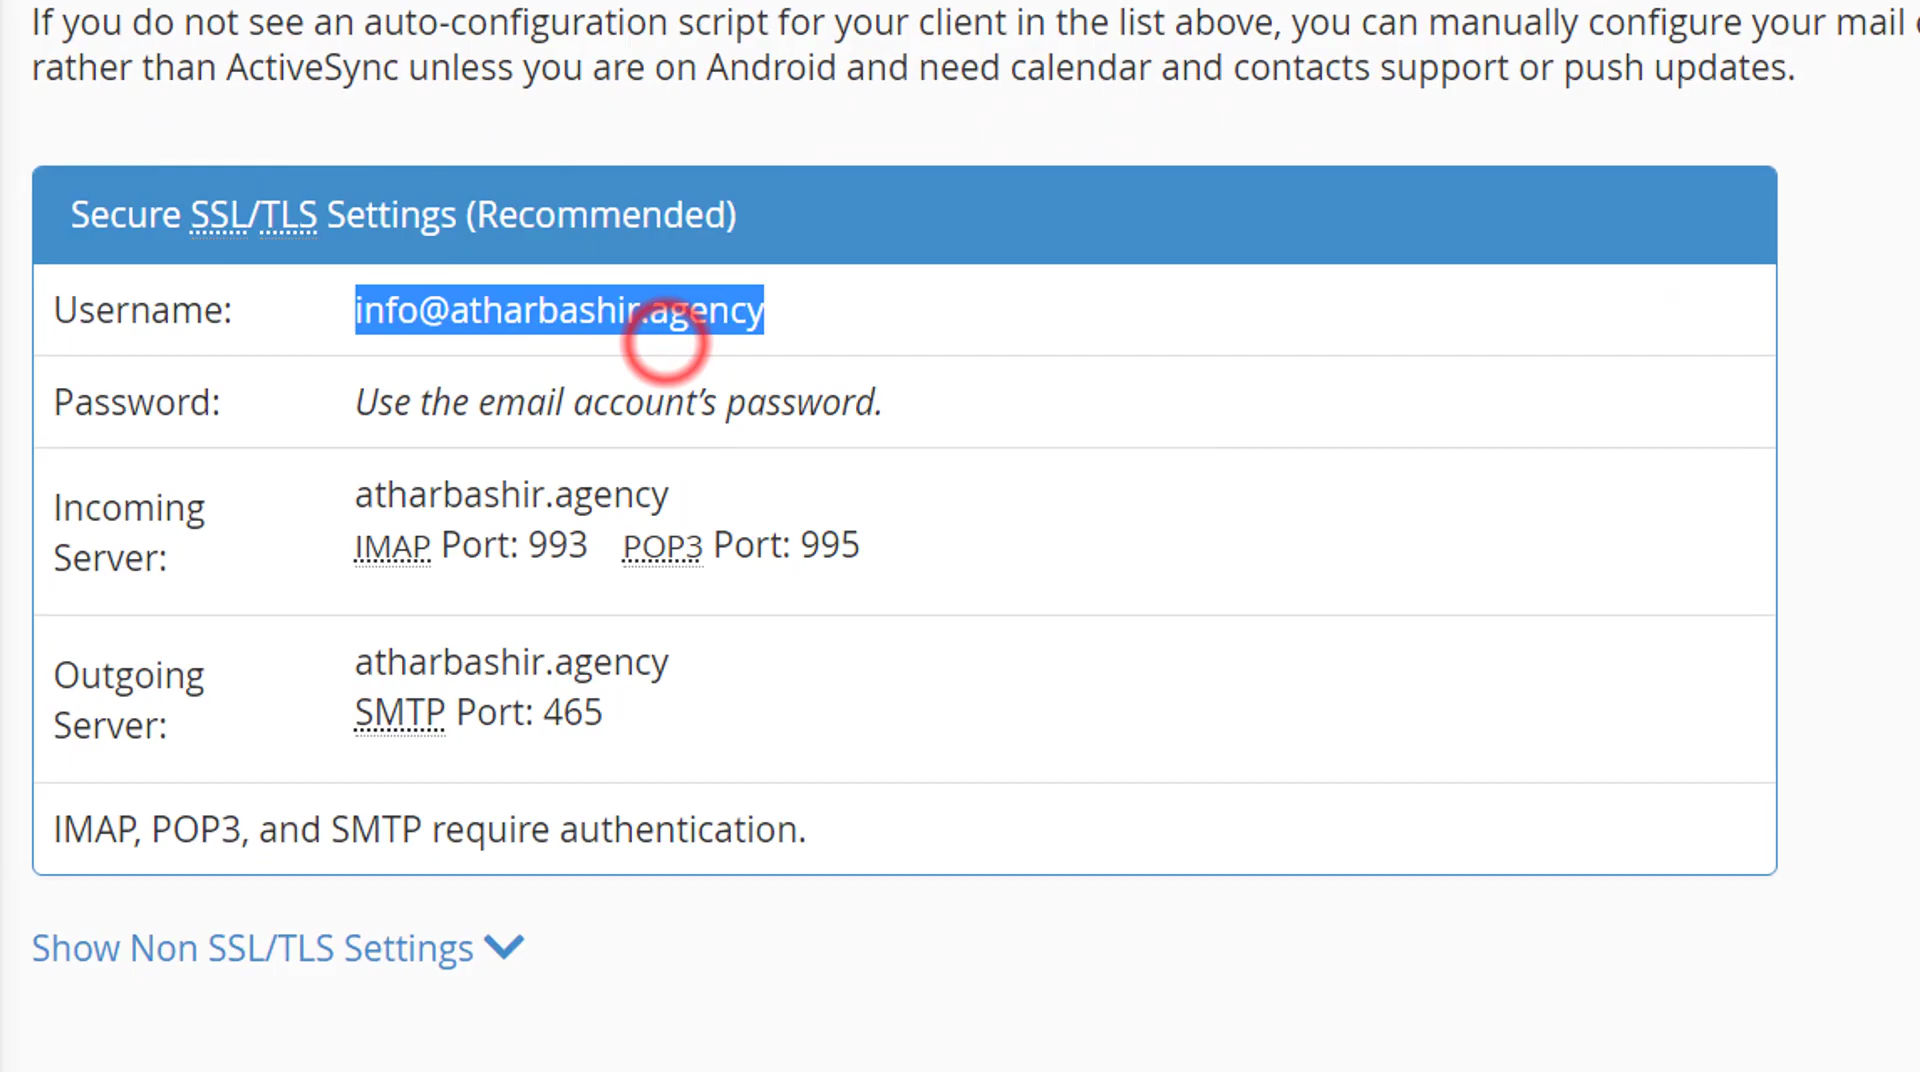 If you do not see an auto-configuration script for your client in the list above, you can manually configure your mail
rather than ActiveSync unless you are on Android and need calendar and contacts support or push updates.
Secure SSL/TLS Settings (Recommended)
Username: info@atharbashir.agency
Password: Use the email account’s password.
Incoming Server: atharbashir.agency
IMAP Port: 993 POP3 Port: 995
Outgoing Server: atharbashir.agency
SMTP Port: 465
IMAP, POP3, and SMTP require authentication.
Show Non SSL/TLS Settings